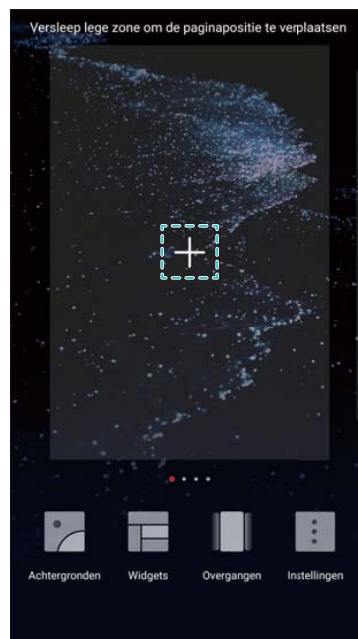 Versleep lege zone om de paginapositie te verplaatsen
Achtergronden Widgets Overgangen Instellingen